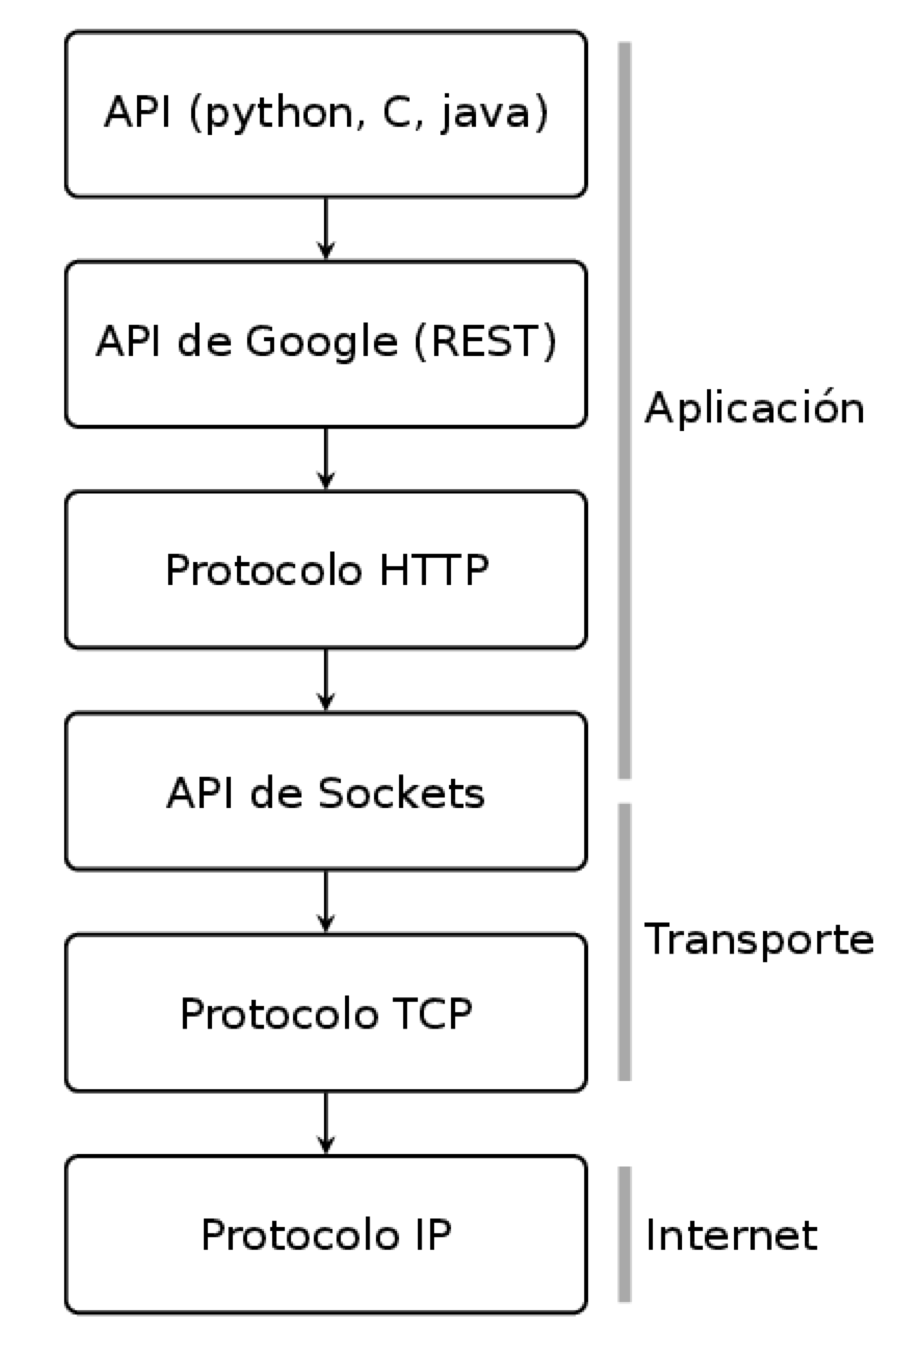 API (python, C, java)
API de Google (REST)
Aplicación
Protocolo HTTP
API de Sockets
Transporte
Protocolo TCP
Protocolo IP
Internet